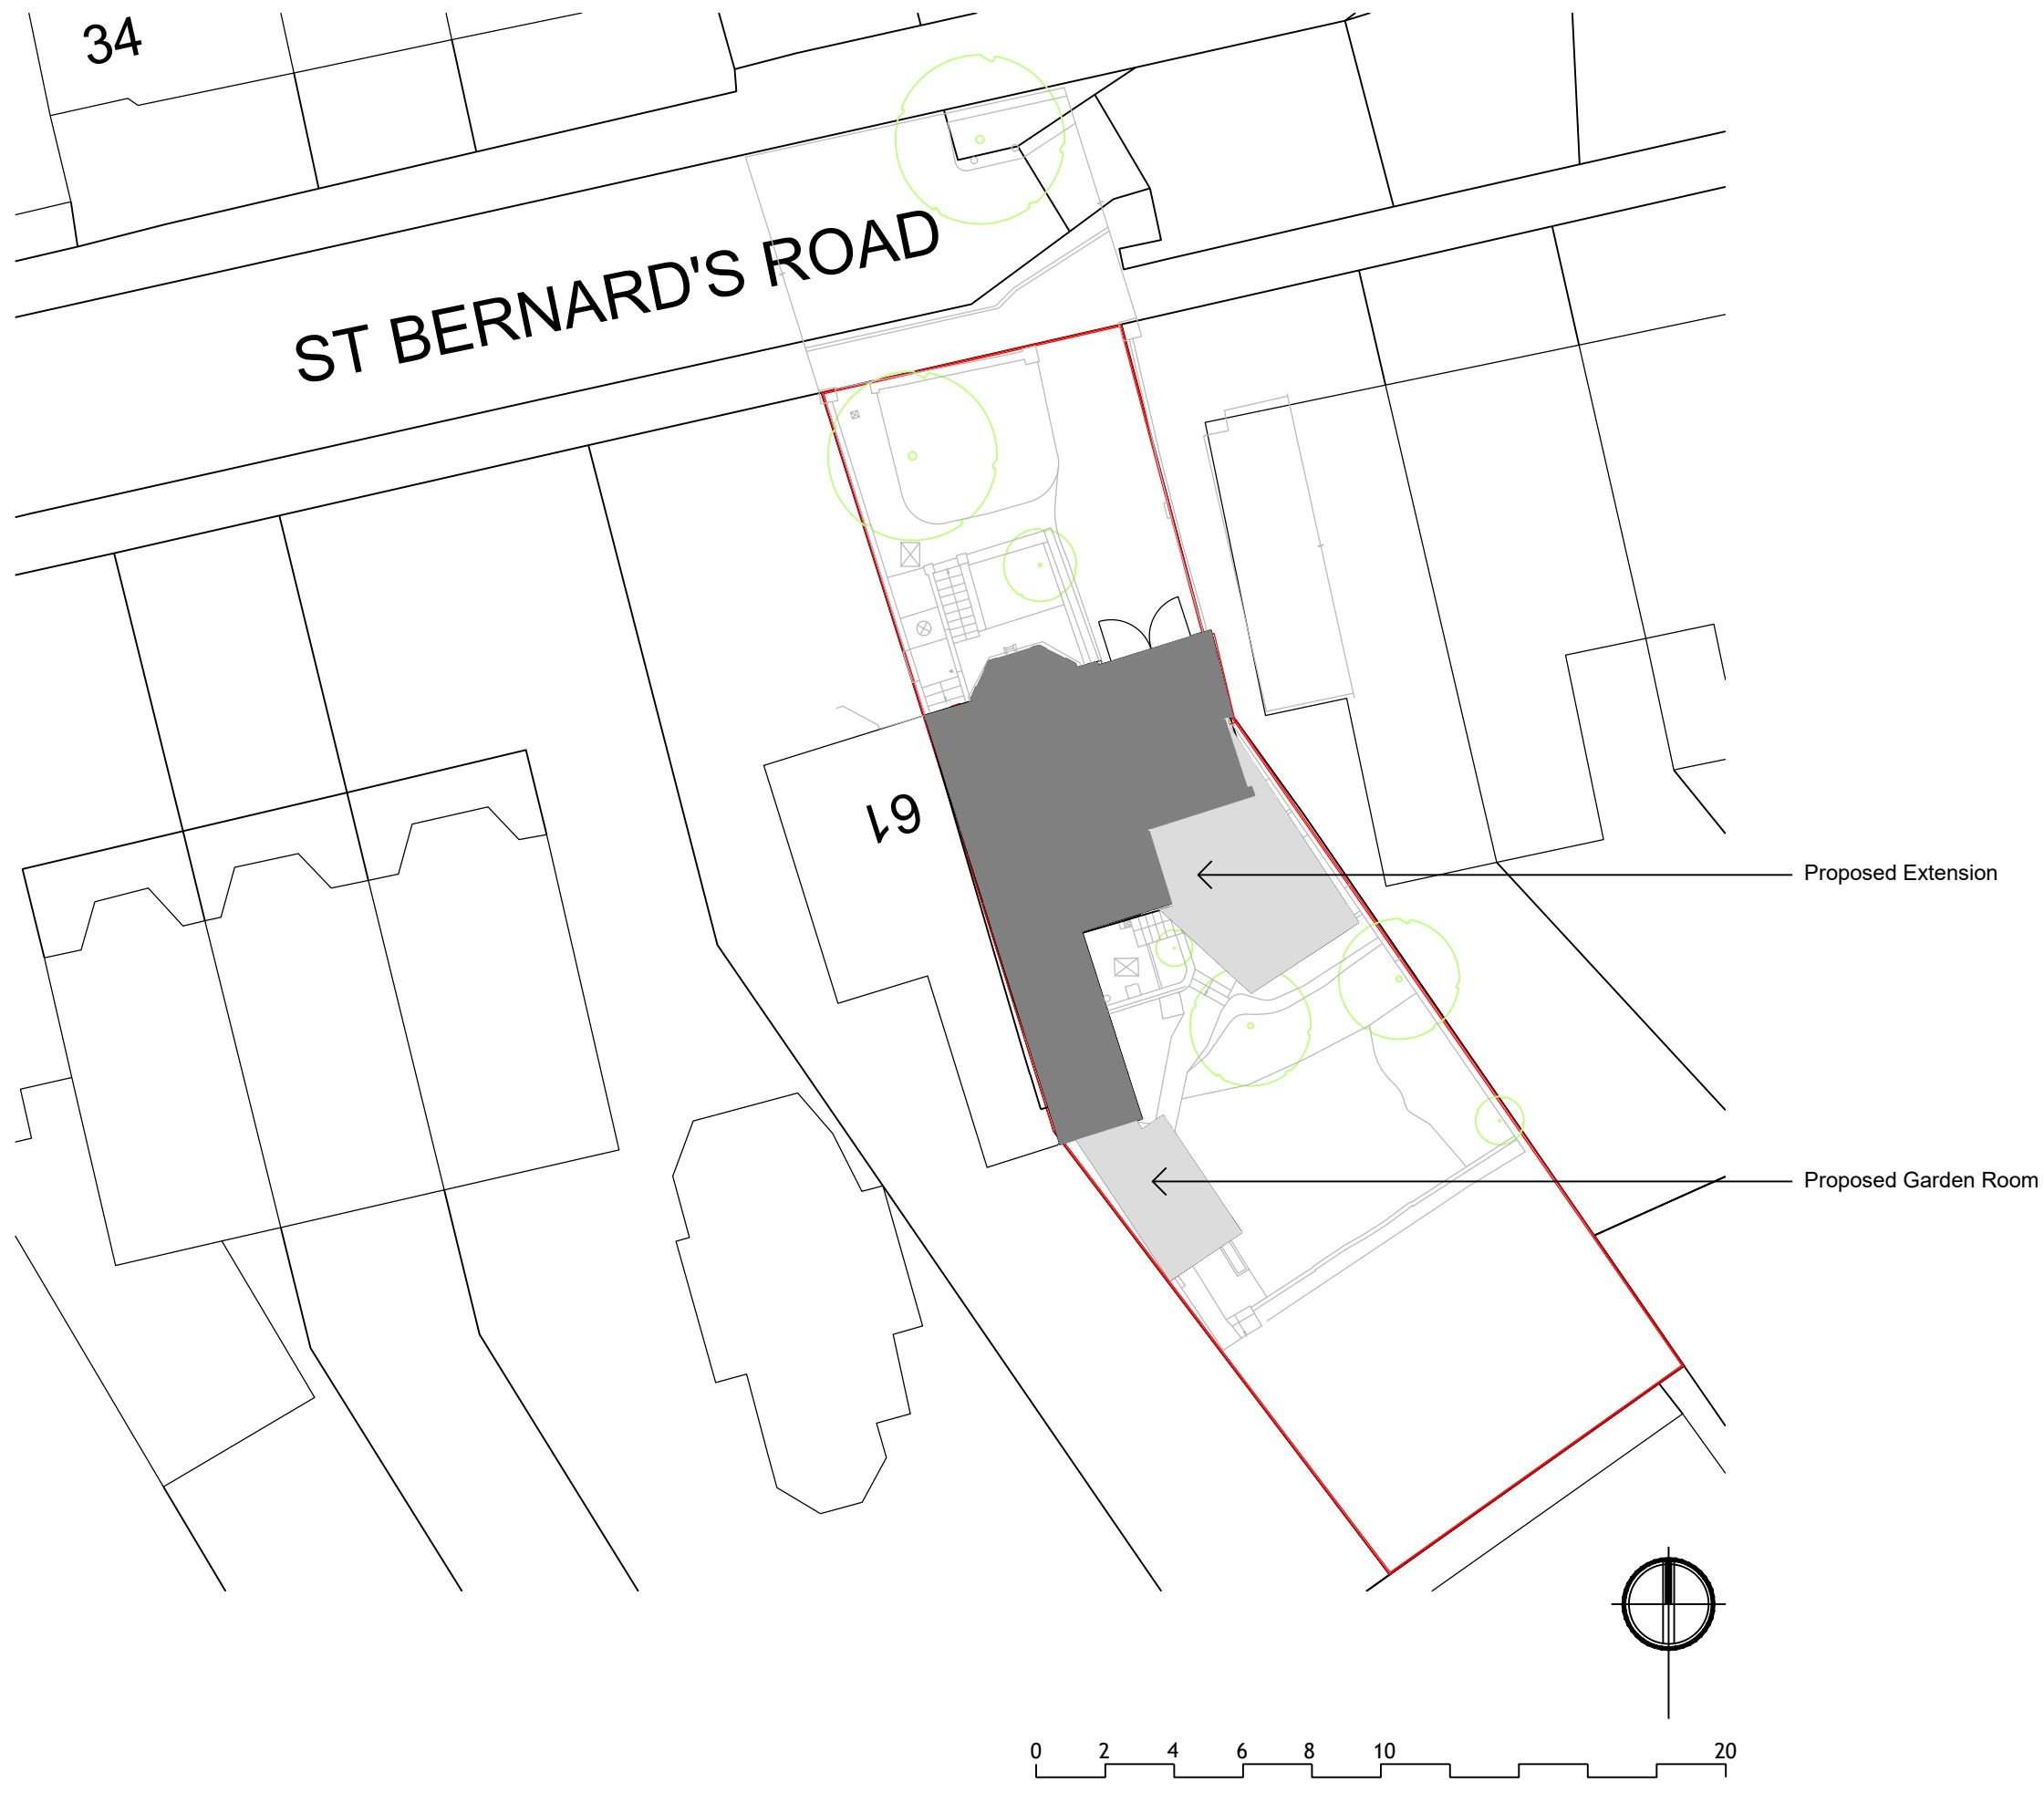 34
ST BERNARD'S ROAD
61
Proposed Extension
Proposed Garden Room
0 2 4 6 8 10 20